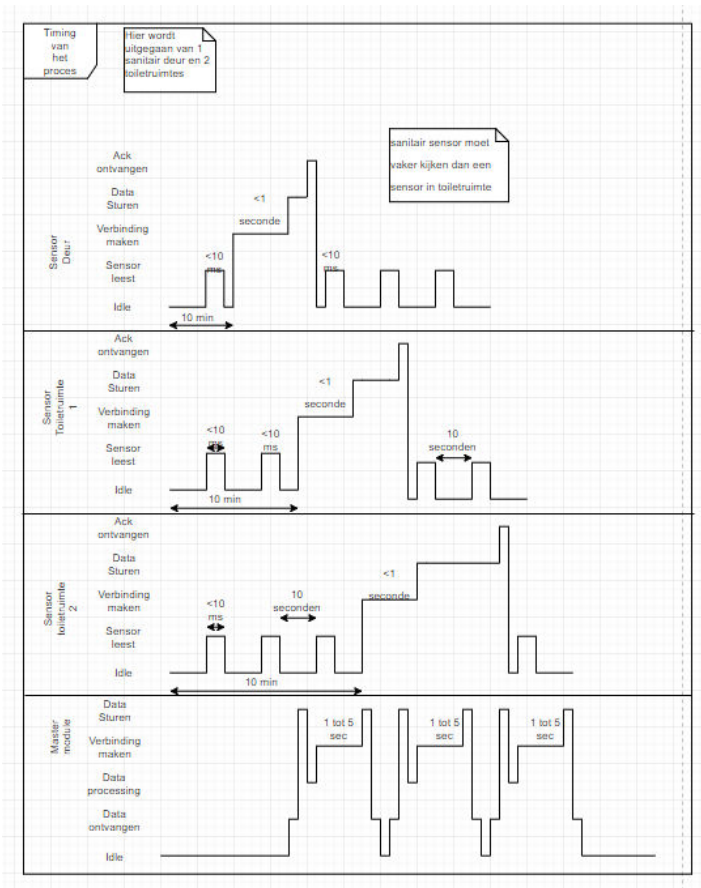 Timing
van
het
proces
Hier wordt
uitgegaan van 1
sanitair deur en 2
toiletruimtes
sanitair sensor moet
vaker kijken dan een
sensor in toiletruimte
Sensor
Deur
Ack
ontvangen
Data
Sturen
Verbinding
maken
Sensor
leest
Idle
<1
seconde
<10
ms
<10
ms
10 min
Sensor
Toiletruimte
1
Ack
ontvangen
Data
Sturen
Verbinding
maken
Sensor
leest
Idle
<1
seconde
<10
ms
<10
ms
10
seconden
10 min
Sensor
toiletruimte
2
Ack
ontvangen
Data
Sturen
Verbinding
maken
Sensor
leest
Idle
<1
seconde
<10
ms
10
seconden
10 min
Master
module
Data
Sturen
Verbinding
maken
Data
processing
Data
ontvangen
Idle
1 tot 5
sec
1 tot 5
sec
1 tot 5
sec